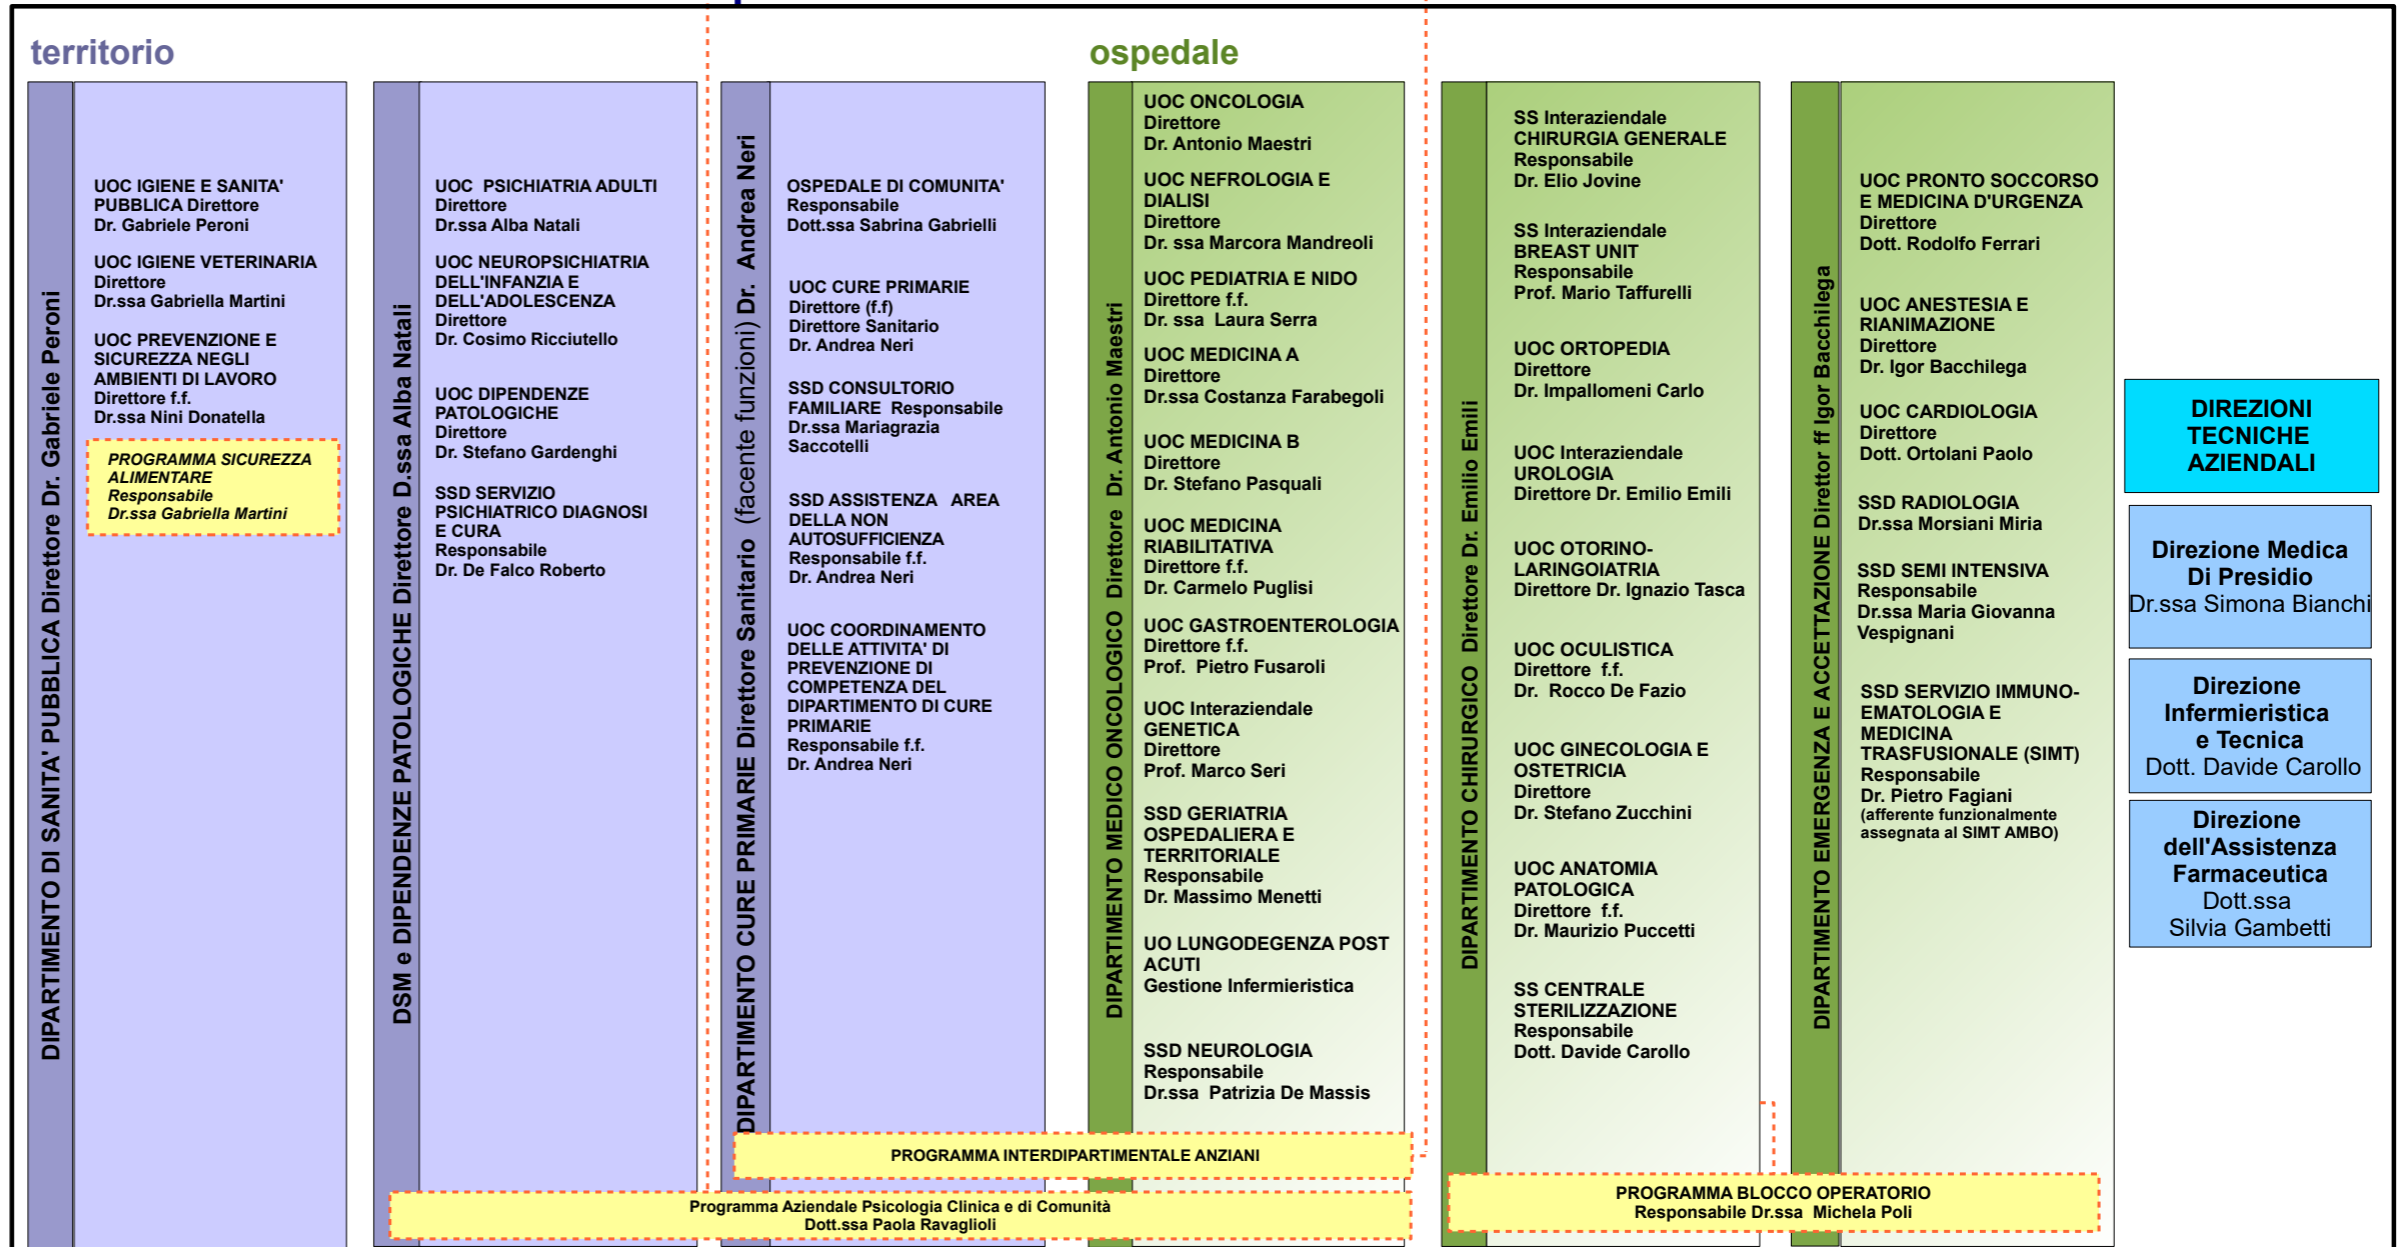 territorio
ospedale
DIPARTIMENTO DI SANITA' PUBBLICA Direttore Dr. Gabriele Peroni
UOC IGIENE E SANITA'
PUBBLICA Direttore
Dr. Gabriele Peroni
UOC IGIENE VETERINARIA
Direttore
Dr.ssa Gabriella Martini
UOC PREVENZIONE E
SICUREZZA NEGLI
AMBIENTI DI LAVORO
Direttore f.f.
Dr.ssa Nini Donatella
PROGRAMMA SICUREZZA
ALIMENTARE
Responsabile
Dr.ssa Gabriella Martini
DSM e DIPENDENZE PATOLOGICHE Direttore D.ssa Alba Natali
UOC PSICHIATRIA ADULTI
Direttore
Dr.ssa Alba Natali
UOC NEUROPSICHIATRIA
DELL'INFANZIA E
DELL'ADOLESCENZA
Direttore
Dr. Cosimo Ricciutello
UOC DIPENDENZE
PATOLOGICHE
Direttore
Dr. Stefano Gardenghi
SSD SERVIZIO
PSICHIATRICO DIAGNOSI
E CURA
Responsabile
Dr. De Falco Roberto
DIPARTIMENTO CURE PRIMARIE Direttore Sanitario (facente funzioni) Dr. Andrea Neri
OSPEDALE DI COMUNITA'
Responsabile
Dott.ssa Sabrina Gabrielli
UOC CURE PRIMARIE
Direttore (f.f)
Direttore Sanitario
Dr. Andrea Neri
SSD CONSULTORIO
FAMILIARE Responsabile
Dr.ssa Mariagrazia
Saccotelli
SSD ASSISTENZA AREA
DELLA NON
AUTOSUFFICIENZA
Responsabile f.f.
Dr. Andrea Neri
UOC COORDINAMENTO
DELLE ATTIVITA' DI
PREVENZIONE DI
COMPETENZA DEL
DIPARTIMENTO DI CURE
PRIMARIE
Responsabile f.f.
Dr. Andrea Neri
DIPARTIMENTO MEDICO ONCOLOGICO Direttore Dr. Antonio Maestri
UOC ONCOLOGIA
Direttore
Dr. Antonio Maestri
UOC NEFROLOGIA E
DIALISI
Direttore
Dr. ssa Marcora Mandreoli
UOC PEDIATRIA E NIDO
Direttore f.f.
Dr. ssa Laura Serra
UOC MEDICINA A
Direttore
Dr.ssa Costanza Farabegoli
UOC MEDICINA B
Direttore
Dr. Stefano Pasquali
UOC MEDICINA
RIABILITATIVA
Direttore f.f.
Dr. Carmelo Puglisi
UOC GASTROENTEROLOGIA
Direttore f.f.
Prof. Pietro Fusaroli
UOC Interaziendale
GENETICA
Direttore
Prof. Marco Seri
SSD GERIATRIA
OSPEDALIERA E
TERRITORIALE
Responsabile
Dr. Massimo Menetti
UO LUNGODEGENZA POST
ACUTI
Gestione Infermieristica
SSD NEUROLOGIA
Responsabile
Dr.ssa Patrizia De Massis
DIPARTIMENTO CHIRURGICO Direttore Dr. Emilio Emili
SS Interaziendale
CHIRURGIA GENERALE
Responsabile
Dr. Elio Jovine
SS Interaziendale
BREAST UNIT
Responsabile
Prof. Mario Taffurelli
UOC ORTOPEDIA
Direttore
Dr. Impallomeni Carlo
UOC Interaziendale
UROLOGIA
Direttore Dr. Emilio Emili
UOC OTORINO-
LARINGOIATRIA
Direttore Dr. Ignazio Tasca
UOC OCULISTICA
Direttore f.f.
Dr. Rocco De Fazio
UOC GINECOLOGIA E
OSTETRICIA
Direttore
Dr. Stefano Zucchini
UOC ANATOMIA
PATOLOGICA
Direttore f.f.
Dr. Maurizio Puccetti
SS CENTRALE
STERILIZZAZIONE
Responsabile
Dott. Davide Carollo
DIPARTIMENTO EMERGENZA E ACCETTAZIONE Direttor ff Igor Bacchilega
UOC PRONTO SOCCORSO
E MEDICINA D'URGENZA
Direttore
Dott. Rodolfo Ferrari
UOC ANESTESIA E
RIANIMAZIONE
Direttore
Dr. Igor Bacchilega
UOC CARDIOLOGIA
Direttore
Dott. Ortolani Paolo
SSD RADIOLOGIA
Dr.ssa Morsiani Miria
SSD SEMI INTENSIVA
Responsabile
Dr.ssa Maria Giovanna
Vespignani
SSD SERVIZIO IMMUNO-
EMATOLOGIA E
MEDICINA
TRASFUSIONALE (SIMT)
Responsabile
Dr. Pietro Fagiani
(afferente funzionalmente
assegnata al SIMT AMBO)
DIREZIONI
TECNICHE
AZIENDALI
Direzione Medica
Di Presidio
Dr.ssa Simona Bianchi
Direzione
Infermieristica
e Tecnica
Dott. Davide Carollo
Direzione
dell'Assistenza
Farmaceutica
Dott.ssa
Silvia Gambetti
PROGRAMMA INTERDIPARTIMENTALE ANZIANI
Programma Aziendale Psicologia Clinica e di Comunità
Dott.ssa Paola Ravaglioli
PROGRAMMA BLOCCO OPERATORIO
Responsabile Dr.ssa Michela Poli